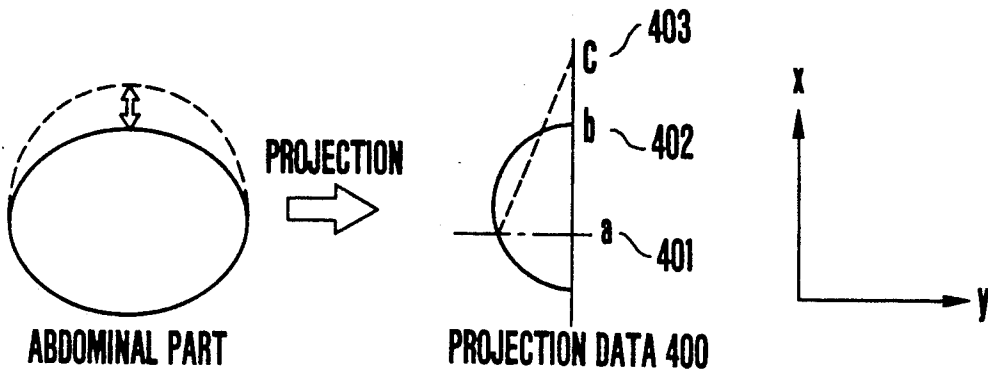 403
c
x
b
402
PROJECTION
a
401
y
ABDOMINAL PART
PROJECTION DATA 400